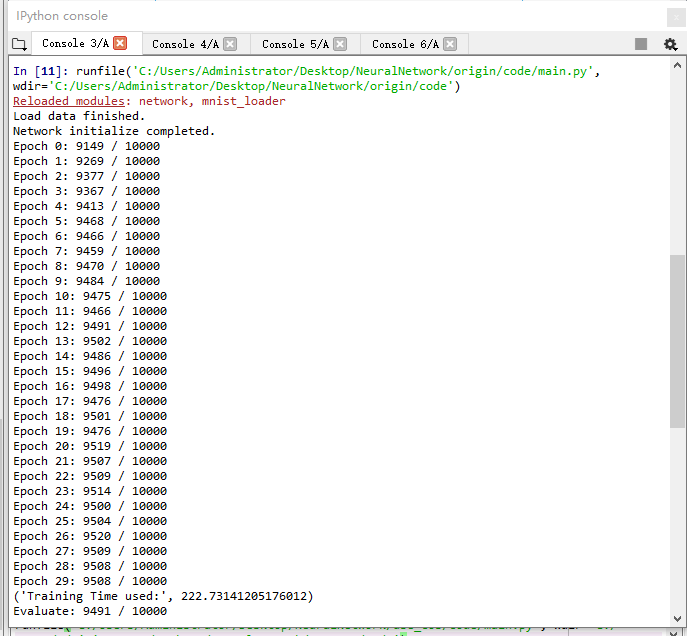 IPython console
Console 3/A
Console 4/A
Console 5/A
Console 6/A
In [11]: runfile('C:/Users/Administrator/Desktop/NeuralNetwork/origin/code/main.py',
wdir='C:/Users/Administrator/Desktop/NeuralNetwork/origin/code')
Reloaded modules: network, mnist_loader
Load data finished.
Network initialize completed.
Epoch 0: 9149 / 10000
Epoch 1: 9269 / 10000
Epoch 2: 9377 / 10000
Epoch 3: 9367 / 10000
Epoch 4: 9413 / 10000
Epoch 5: 9468 / 10000
Epoch 6: 9466 / 10000
Epoch 7: 9459 / 10000
Epoch 8: 9470 / 10000
Epoch 9: 9484 / 10000
Epoch 10: 9475 / 10000
Epoch 11: 9466 / 10000
Epoch 12: 9491 / 10000
Epoch 13: 9502 / 10000
Epoch 14: 9486 / 10000
Epoch 15: 9496 / 10000
Epoch 16: 9498 / 10000
Epoch 17: 9476 / 10000
Epoch 18: 9501 / 10000
Epoch 19: 9476 / 10000
Epoch 20: 9519 / 10000
Epoch 21: 9507 / 10000
Epoch 22: 9509 / 10000
Epoch 23: 9514 / 10000
Epoch 24: 9500 / 10000
Epoch 25: 9504 / 10000
Epoch 26: 9520 / 10000
Epoch 27: 9509 / 10000
Epoch 28: 9508 / 10000
Epoch 29: 9508 / 10000
('Training Time used:', 222.73141205176012)
Evaluate: 9491 / 10000